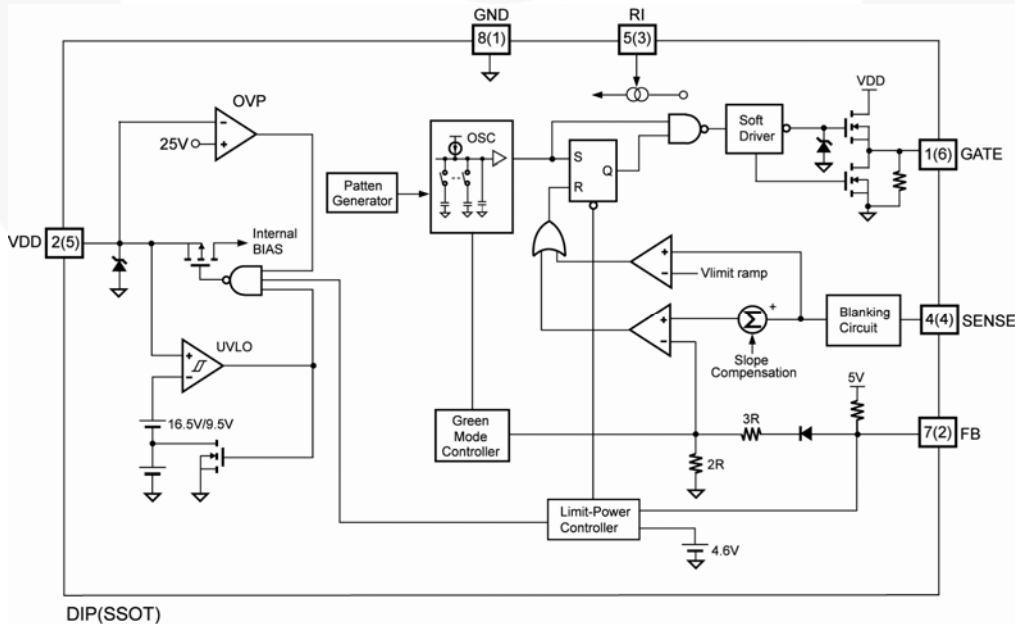 GND
8(1)
RI
5(3)
VDD
OVP
25V
OSC
Soft
Driver
S
Q
R
1(6)
GATE
Patten
Generator
VDD
2(5)
Internal
BIAS
Vlimit ramp
Blanking
Circuit
4(4)
SENSE
UVLO
Σ
Slope
Compensation
5V
16.5V/9.5V
Green
Mode
Controller
3R
7(2)
FB
2R
Limit-Power
Controller
4.6V
DIP(SSOT)